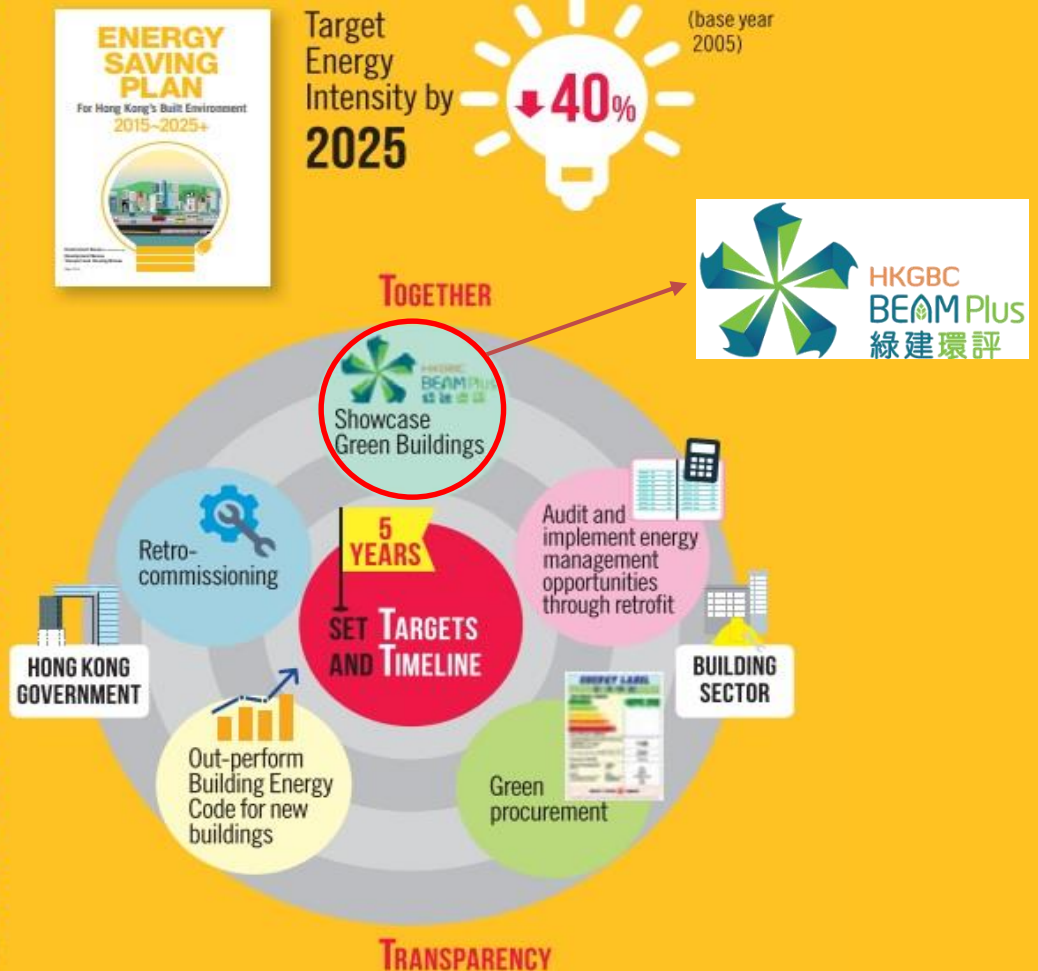 ENERGY
SAVING
PLAN
For Hong Kong's Built Environment
2015~2025+
Target
Energy
Intensity by
2025
40%
(base year
2005)
HKGBC
BEAM Plus
綠建環評
TOGETHER
HKGBC
BEAM Plus
綠建環評
Showcase
Green Buildings
Retro-
commissioning
5
YEARS
SET TARGETS
AND TIMELINE
Audit and
implement energy
management
opportunities
through retrofit
HONG KONG
GOVERNMENT
BUILDING
SECTOR
Out-perform
Building Energy
Code for new
buildings
ENERGY LABEL
Green
procurement
TRANSPARENCY